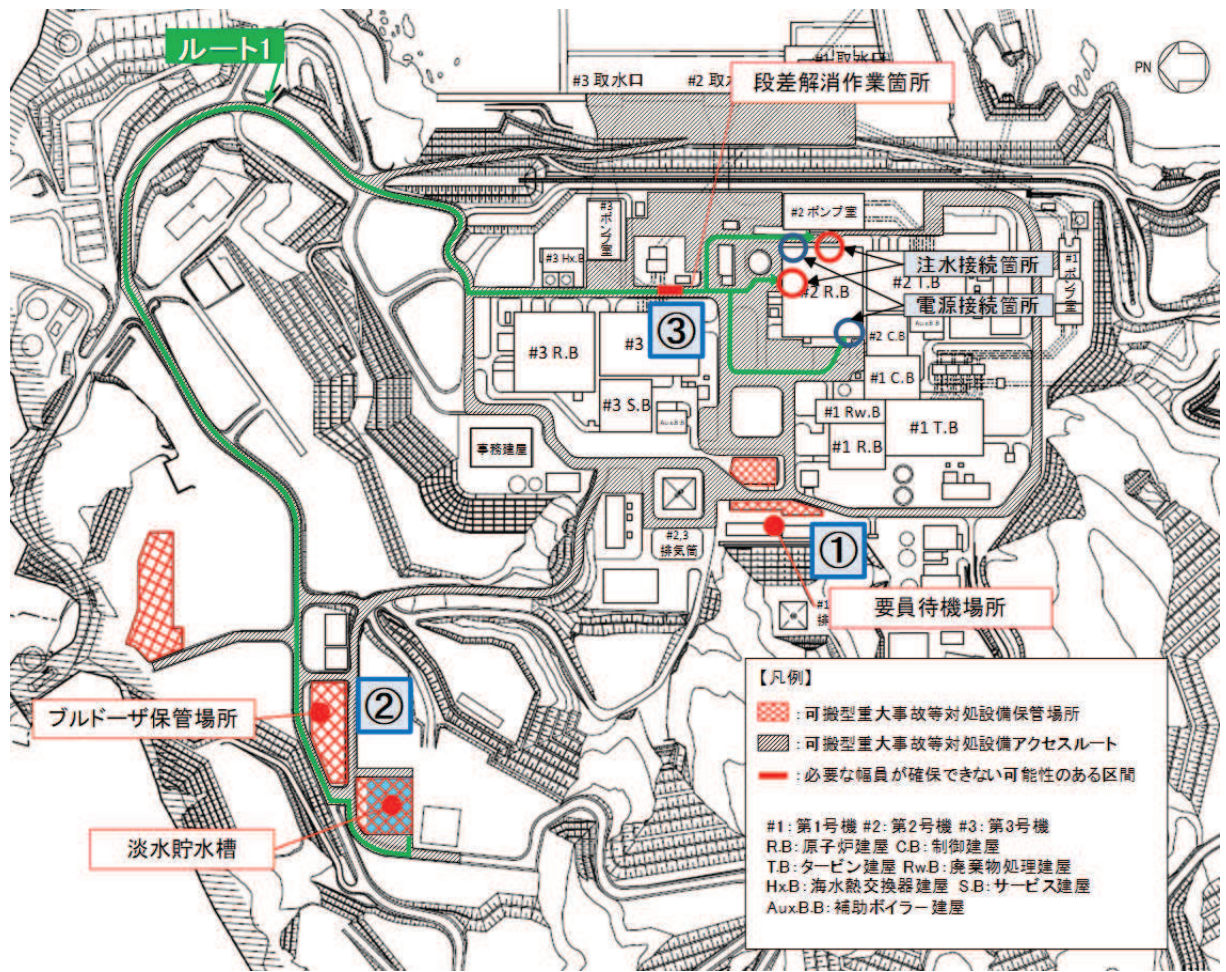 ルート1
#1 取水口
#3 取水口
#2 取水
PN
段差解消作業箇所
#3 ポンプ室
#2 ポンプ室
#3 Hx.B
注水接続箇所
#1 ポンプ室
#2 R.B
#2 T.B
電源接続箇所
③
#3 R.B
#3
Aux.B.B
#2 C.B
#1 C.B
#3 S.B
Aux.B.B
#1 Rw.B
#1 T.B
#1 R.B
事務建屋
#2,3
排気筒
①
#1
排
要員待機場所
②
ブルドーザ保管場所
淡水貯水槽
【凡例】
:可搬型重大事故等対処設備保管場所
:可搬型重大事故等対処設備アクセスルート
:必要な幅員が確保できない可能性のある区間
#1:第1号機 #2:第2号機 #3:第3号機
R.B:原子炉建屋 C.B:制御建屋
T.B:タービン建屋 Rw.B:廃棄物処理建屋
Hx.B:海水熱交換器建屋 S.B:サービス建屋
Aux.B.B:補助ボイラー建屋